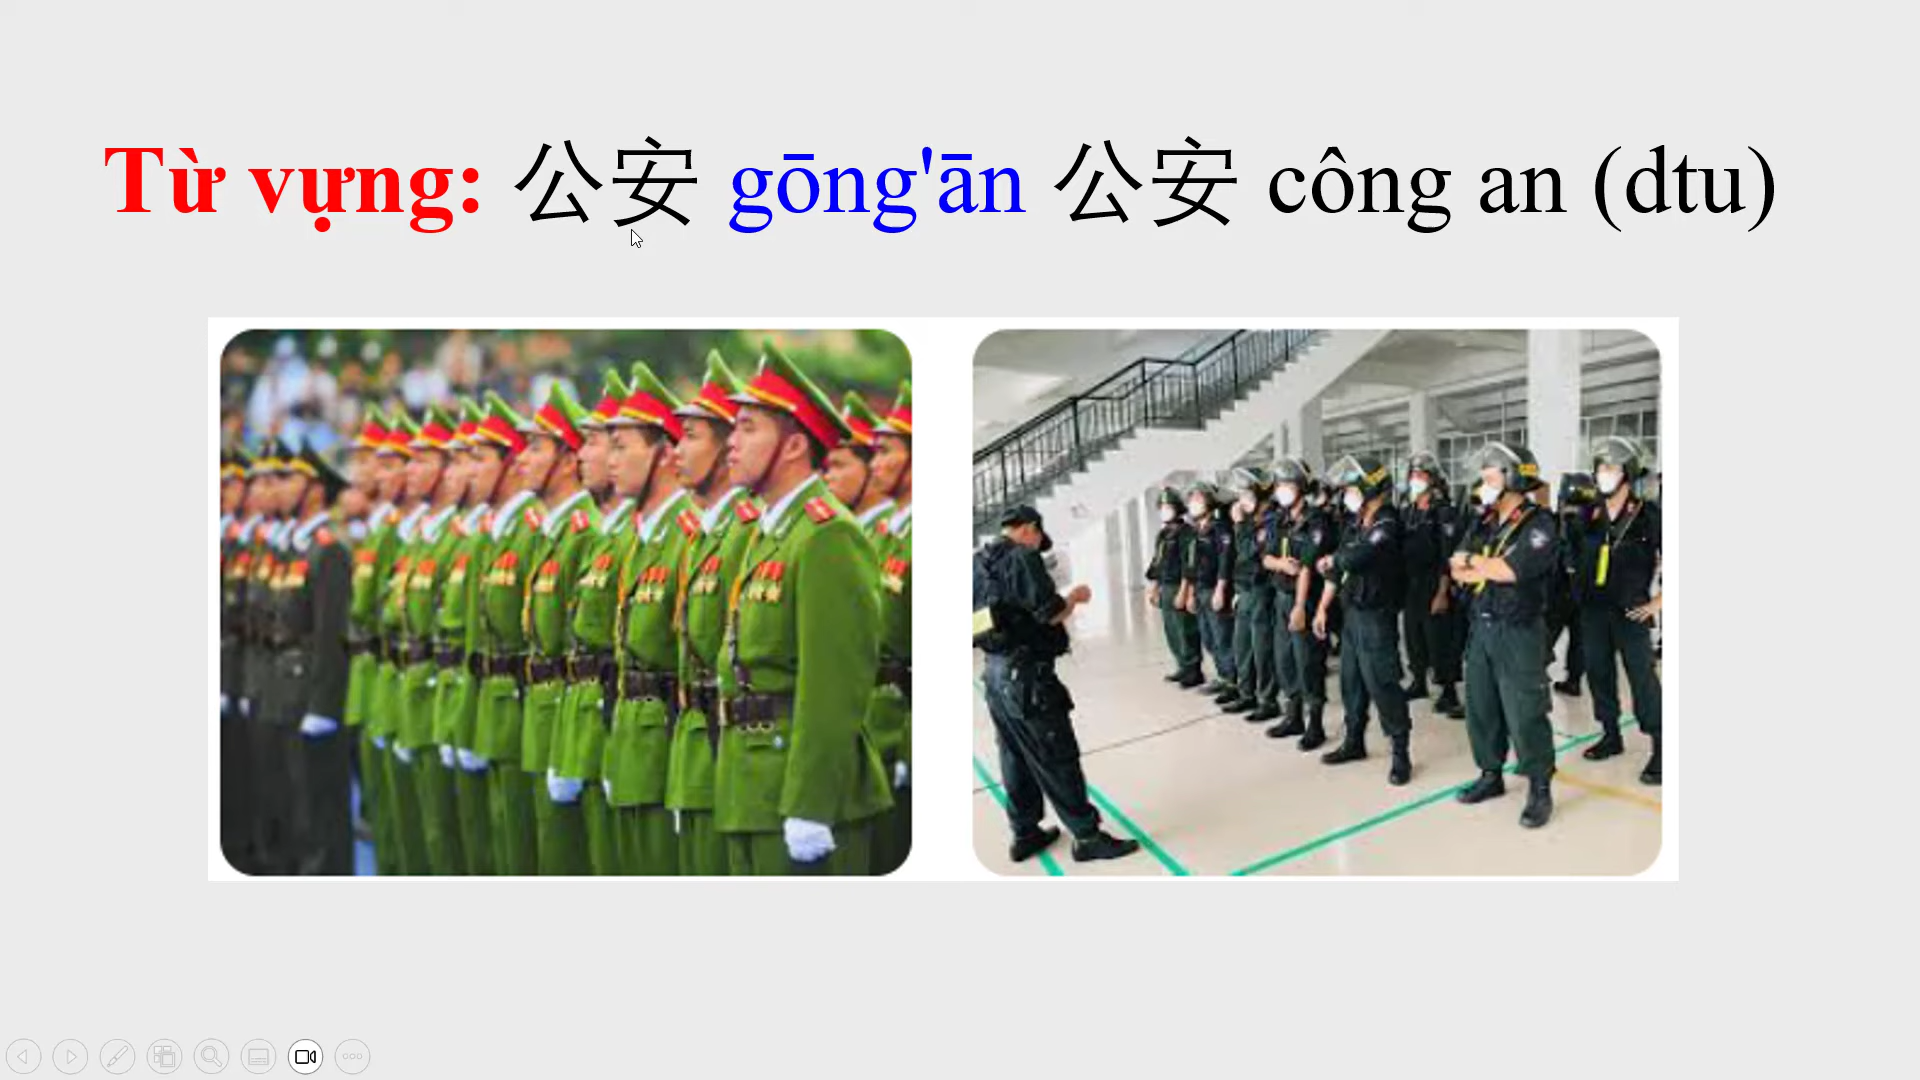 Từ vựng: 公安 gōng'ān 公安 công an (dtu)